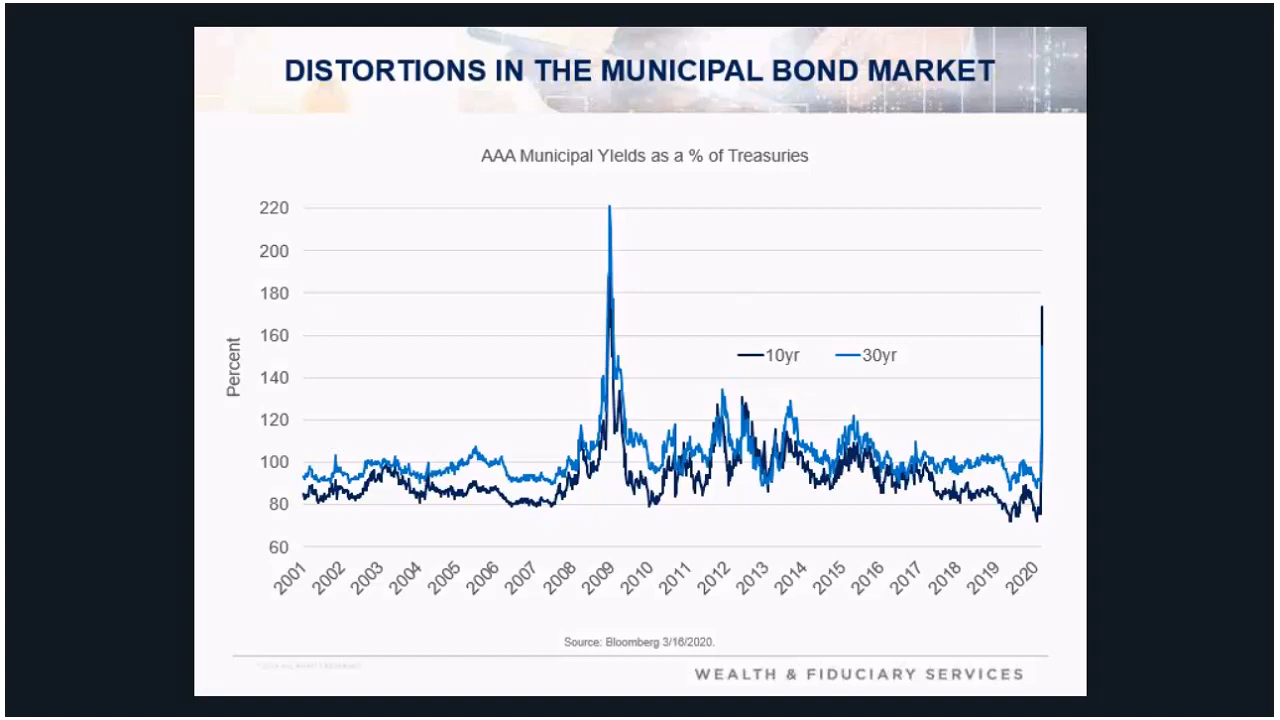 DISTORTIONS IN THE MUNICIPAL BOND MARKET
AAA Municipal YIelds as a % of Treasuries
220
200
180
160
140
120
100
80
60
Percent
10yr 30yr
2001 2002 2003 2004 2005 2006 2007 2008 2009 2010 2011 2012 2013 2014 2015 2016 2017 2018 2019 2020
Source: Bloomberg 3/16/2020.
WEALTH & FIDUCIARY SERVICES